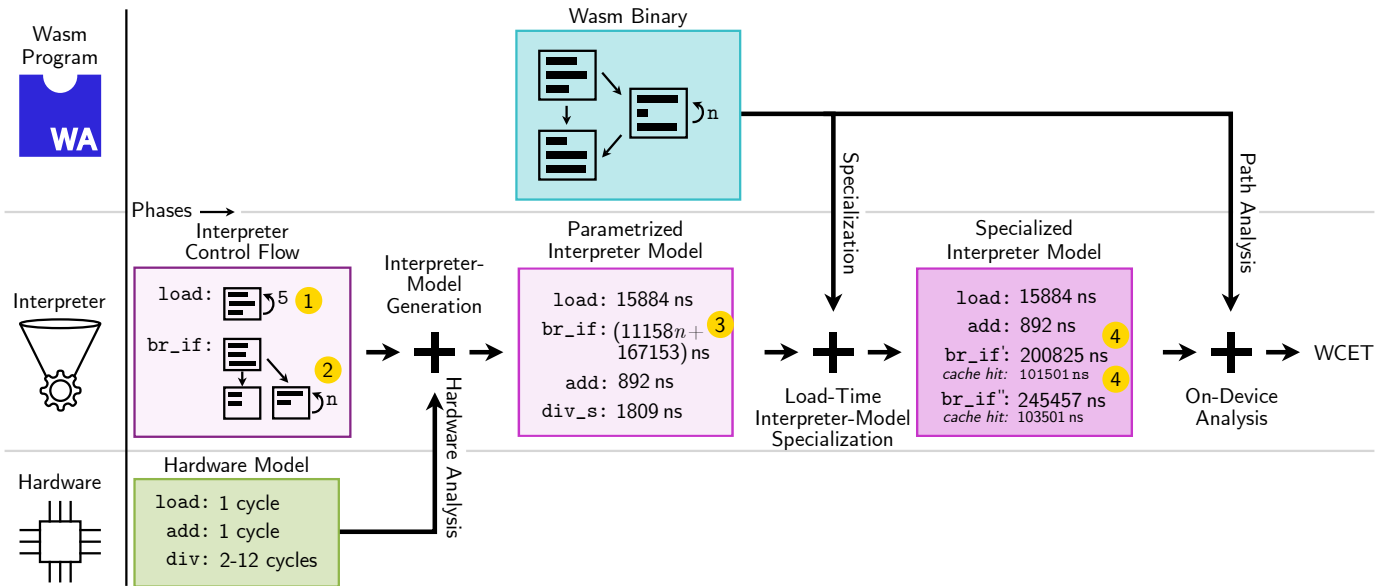 Wasm
Program
WA
Wasm Binary
n
Specialization
Path Analysis
Phases
Interpreter
Interpreter
Control Flow
load:
5
1
br_if:
2
n
Interpreter-
Model
Generation
Parametrized
Interpreter Model
load: 15884 ns
br_if: (11158n+
167153) ns
3
add: 892 ns
div_s: 1809 ns
Load-Time
Interpreter-Model
Specialization
Specialized
Interpreter Model
load: 15884 ns
add: 892 ns
4
br_if': 200825 ns
cache hit: 101501 ns
4
br_if'': 245457 ns
cache hit: 103501 ns
On-Device
Analysis
WCET
Hardware
Hardware Model
load: 1 cycle
add: 1 cycle
div: 2-12 cycles
Hardware Analysis